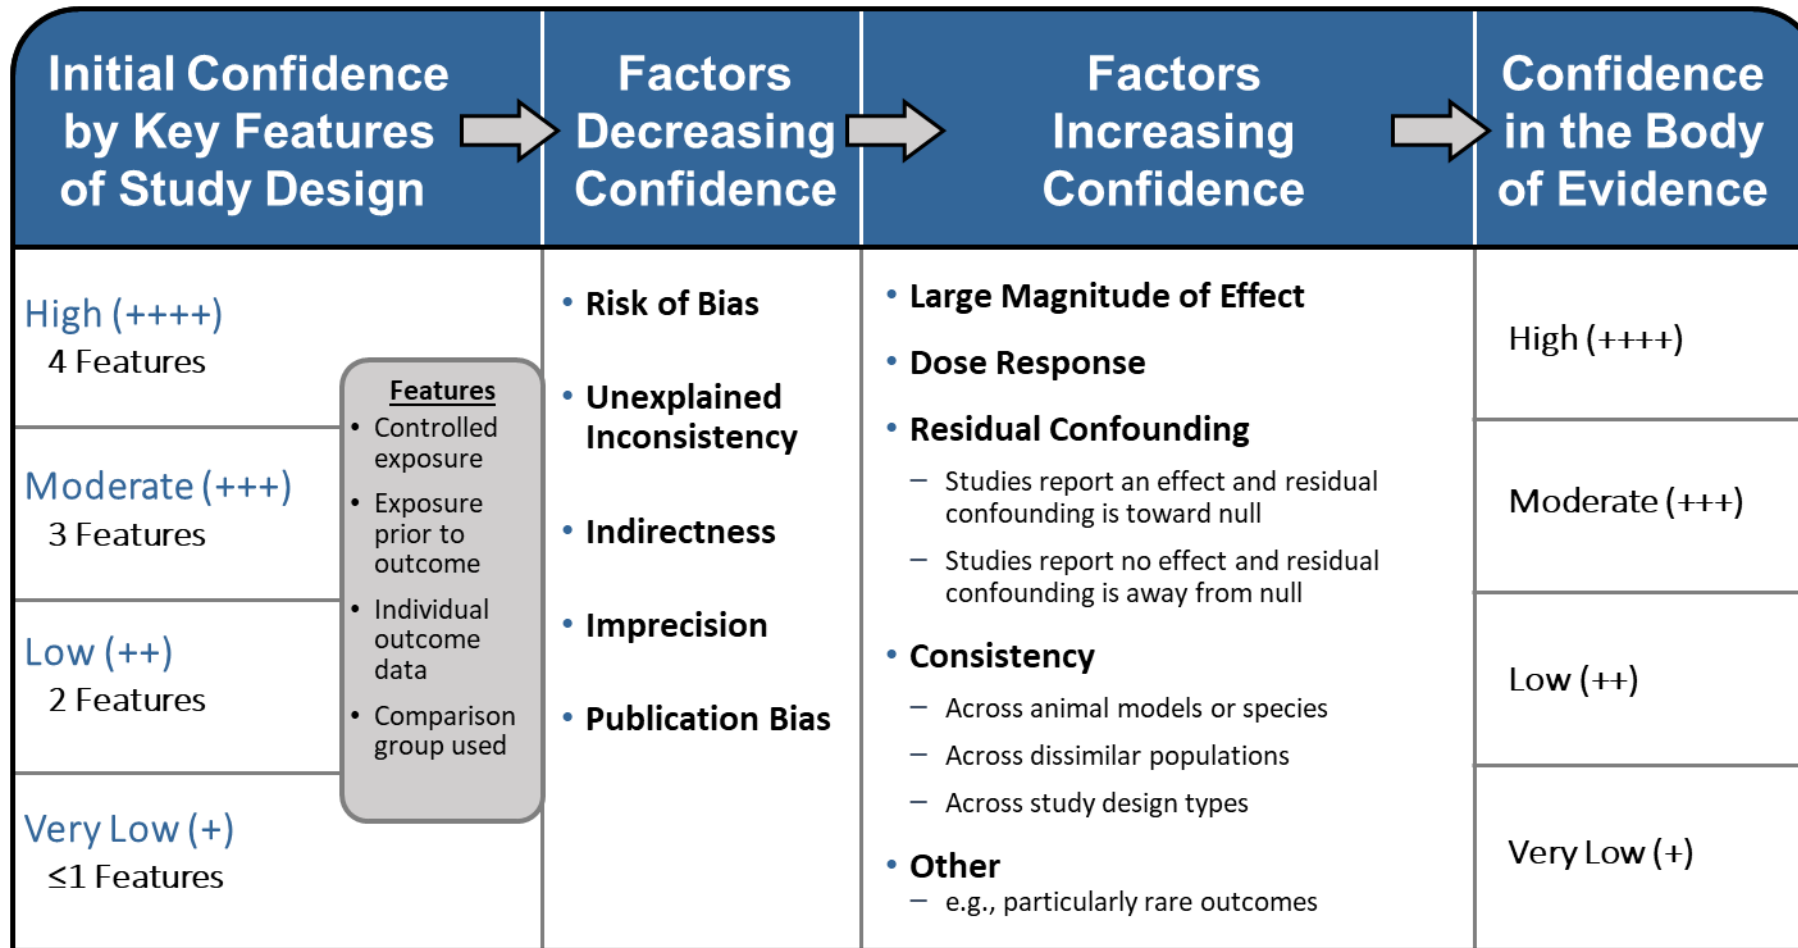 Initial Confidence
by Key Features
of Study Design
Factors
Decreasing
Confidence
Factors
Increasing
Confidence
Confidence
in the Body
of Evidence
High (++++)
4 Features
Moderate (+++)
3 Features
Low (++)
2 Features
Very Low (+)
≤1 Features
Features
• Controlled
exposure
• Exposure
prior to
outcome
• Individual
outcome
data
• Comparison
group used
• Risk of Bias
• Unexplained
Inconsistency
• Indirectness
• Imprecision
• Publication Bias
• Large Magnitude of Effect
• Dose Response
• Residual Confounding
– Studies report an effect and residual
confounding is toward null
– Studies report no effect and residual
confounding is away from null
• Consistency
– Across animal models or species
– Across dissimilar populations
– Across study design types
• Other
– e.g., particularly rare outcomes
High (++++)
Moderate (+++)
Low (++)
Very Low (+)